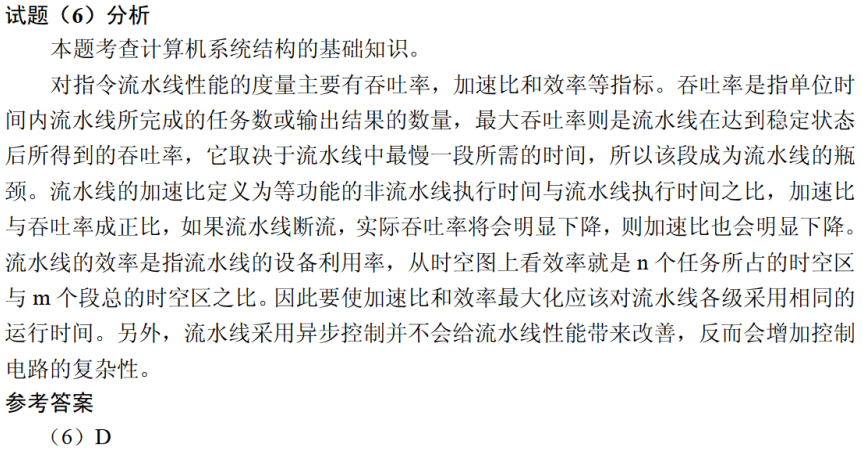 试题（6）分析
本题考查计算机系统结构的基础知识。
对指令流水线性能的度量主要有吞吐率，加速比和效率等指标。吞吐率是指单位时
间内流水线所完成的任务数或输出结果的数量，最大吞吐率则是流水线在达到稳定状态
后所得到的吞吐率，它取决于流水线中最慢一段所需的时间，所以该段成为流水线的瓶
颈。流水线的加速比定义为等功能的非流水线执行时间与流水线执行时间之比，加速比
与吞吐率成正比，如果流水线断流，实际吞吐率将会明显下降，则加速比也会明显下降。
流水线的效率是指流水线的设备利用率，从时空图上看效率就是 n 个任务所占的时空区
与 m 个段总的时空区之比。因此要使加速比和效率最大化应该对流水线各级采用相同的
运行时间。另外，流水线采用异步控制并不会给流水线性能带来改善，反而会增加控制
电路的复杂性。
参考答案
（6）D